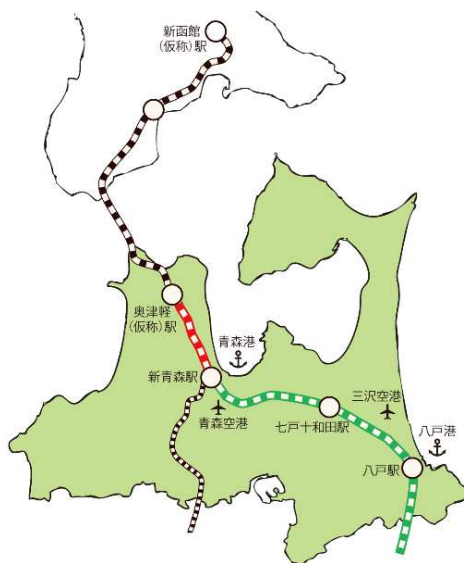 新函館
(仮称)駅
奥津軽
(仮称)駅
青森港
新青森駅
青森空港
三沢空港
七戸十和田駅
八戸港
八戸駅